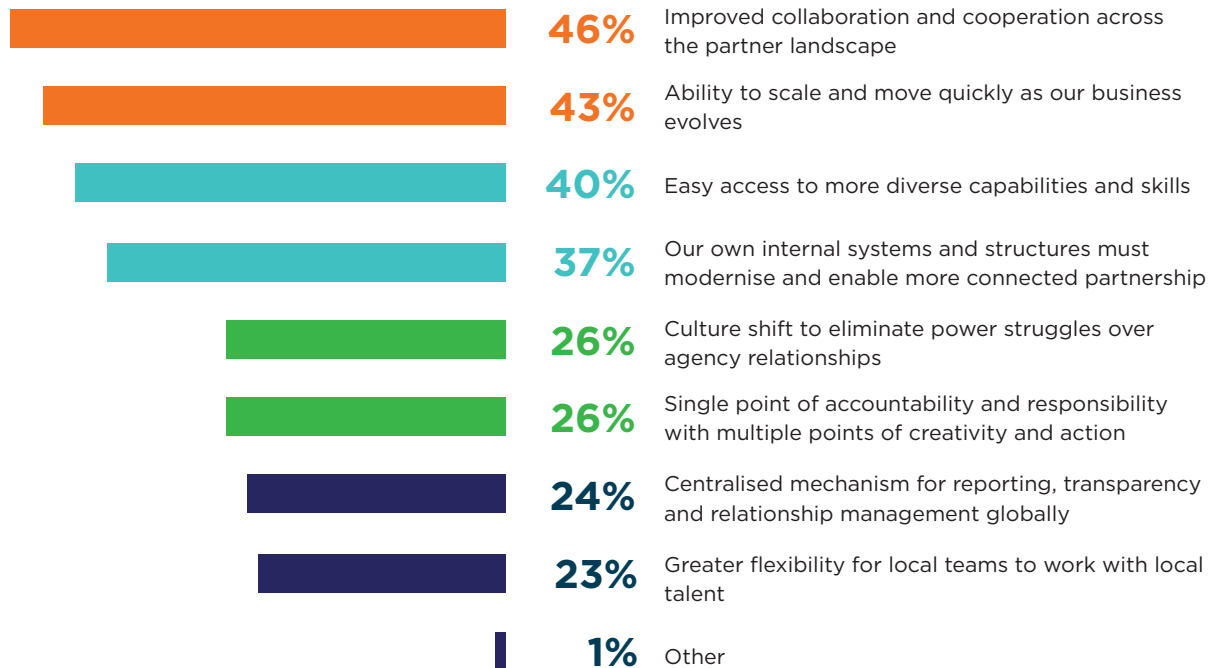 46%
Improved collaboration and cooperation across
the partner landscape
43%
Ability to scale and move quickly as our business
evolves
40%
Easy access to more diverse capabilities and skills
37%
Our own internal systems and structures must
modernise and enable more connected partnership
26%
Culture shift to eliminate power struggles over
agency relationships
26%
Single point of accountability and responsibility
with multiple points of creativity and action
24%
Centralised mechanism for reporting, transparency
and relationship management globally
23%
Greater flexibility for local teams to work with local
talent
1%
Other